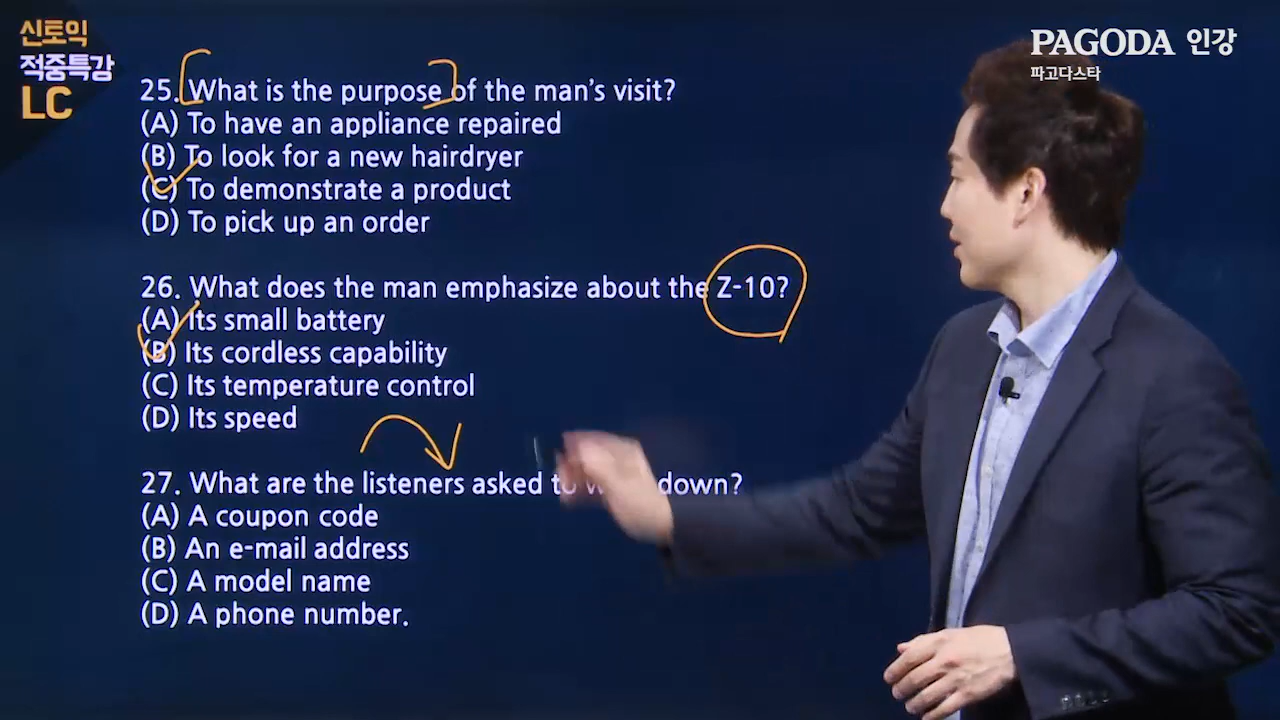 신토익
적중특강
LC
PAGODA 인강
파고다스타
25. What is the purpose of the man's visit?
(A) To have an appliance repaired
(B) To look for a new hairdryer
(C) To demonstrate a product
(D) To pick up an order
26. What does the man emphasize about the Z-10?
(A) Its small battery
(B) Its cordless capability
(C) Its temperature control
(D) Its speed
27. What are the listeners asked to down?
(A) A coupon code
(B) An e-mail address
(C) A model name
(D) A phone number.